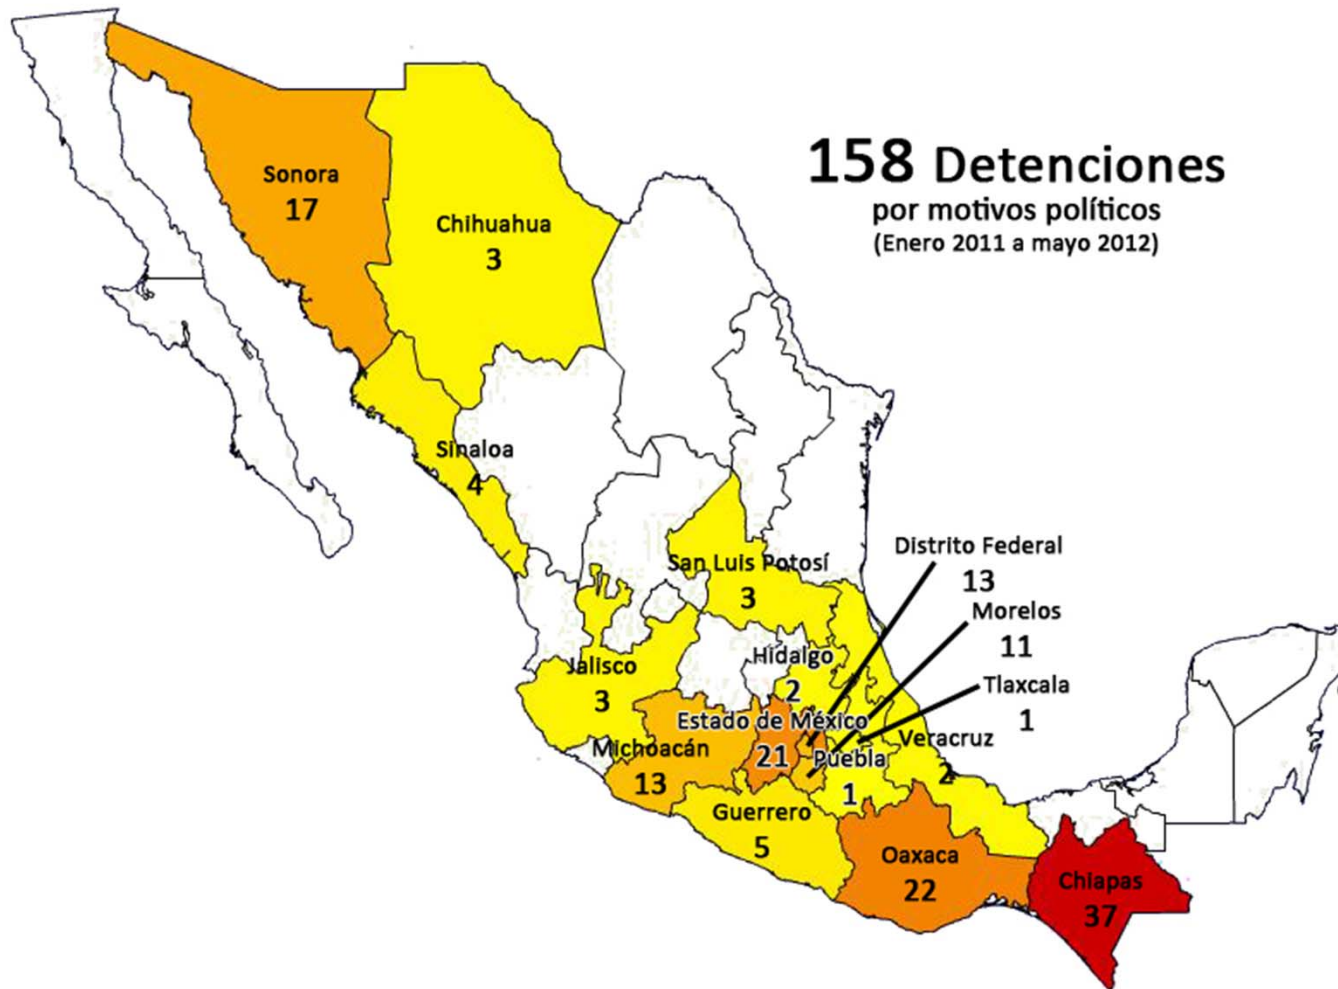 158 Detenciones
por motivos políticos
(Enero 2011 a mayo 2012)
Sonora
17
Chihuahua
3
Sinaloa
4
San Luis Potosí
3
Distrito Federal
13
Morelos
11
Tlaxcala
1
Hidalgo
2
Jalisco
3
Estado de México
21
Michoacán
13
Puebla
1
Veracruz
2
Guerrero
5
Oaxaca
22
Chiapas
37